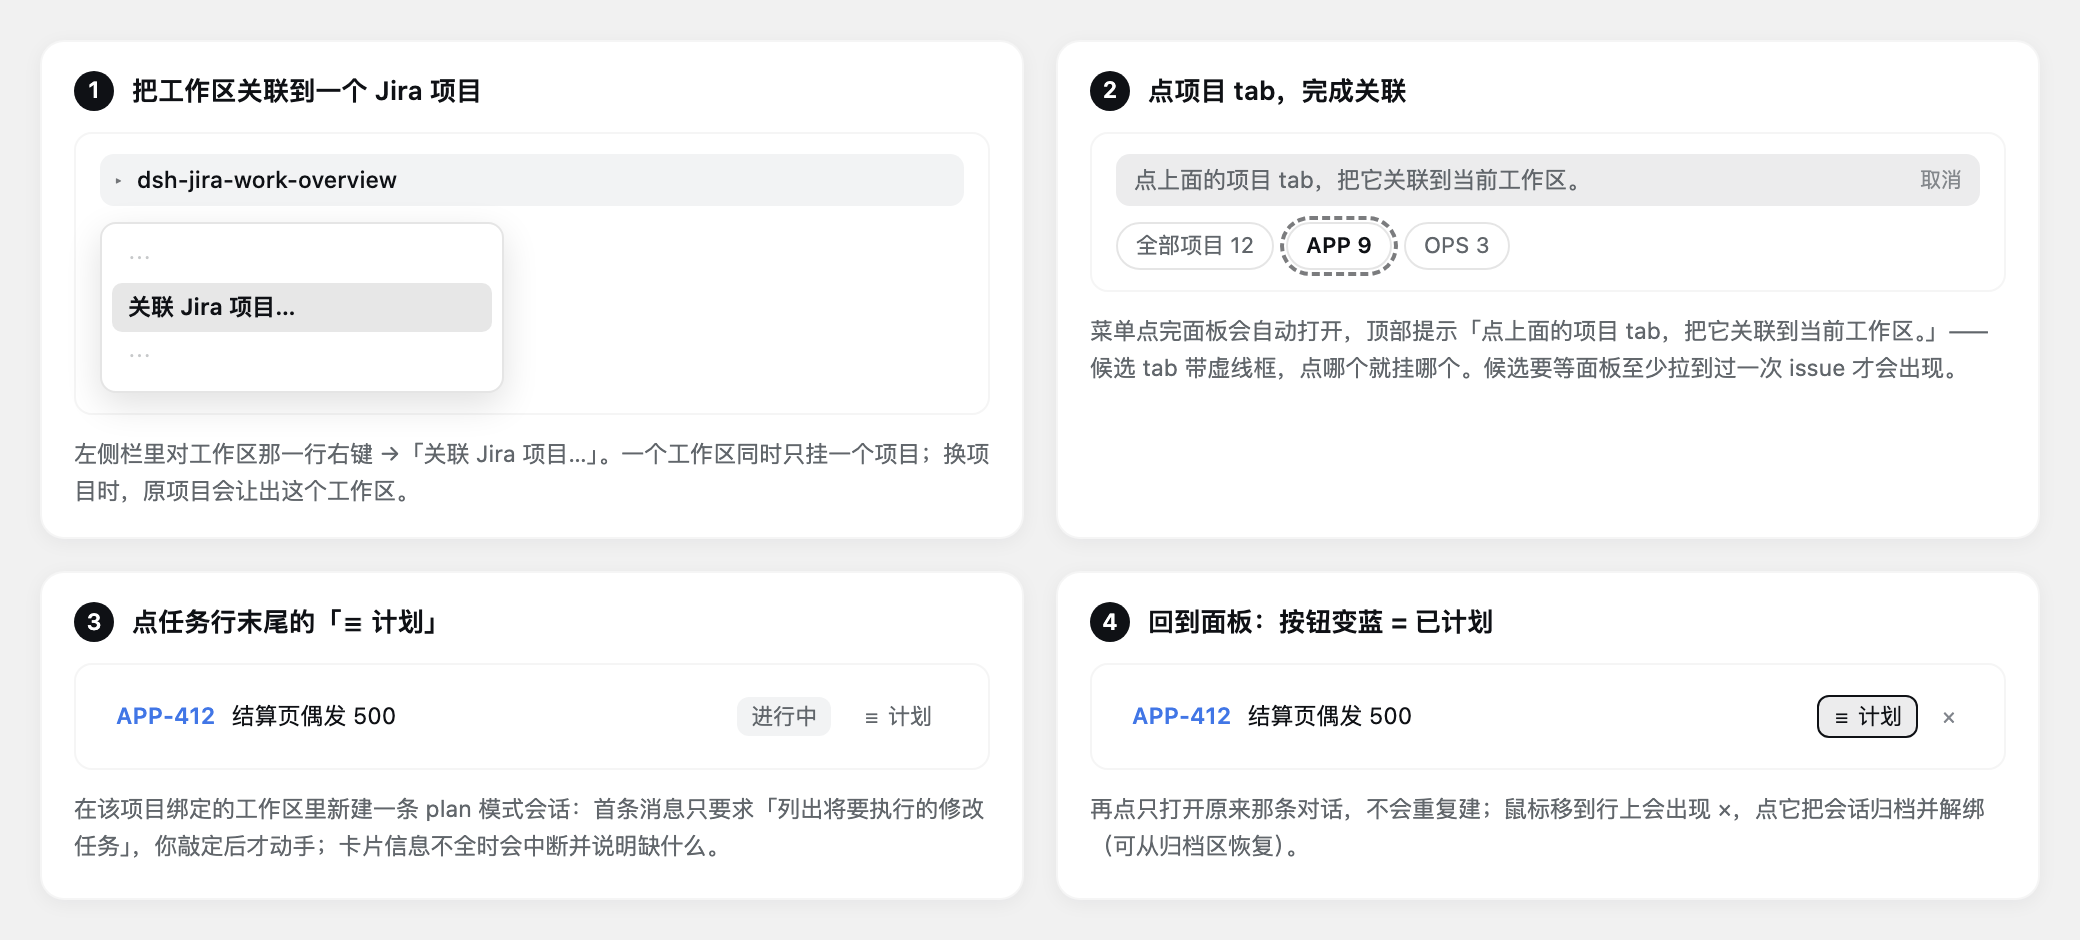 1 把工作区关联到一个 Jira 项目
▸ dsh-jira-work-overview
...
关联 Jira 项目...
...
左侧栏里对工作区那一行右键 →「关联 Jira 项目...」。一个工作区同时只挂一个项目；换项
目时，原项目会让出这个工作区。
2 点项目 tab，完成关联
点上面的项目 tab，把它关联到当前工作区。 取消
全部项目 12 APP 9 OPS 3
菜单点完面板会自动打开，顶部提示「点上面的项目 tab，把它关联到当前工作区。」——
候选 tab 带虚线框，点哪个就挂哪个。候选要等面板至少拉到过一次 issue 才会出现。
3 点任务行末尾的「≡ 计划」
APP-412 结算页偶发 500 进行中 ≡ 计划
在该项目绑定的工作区里新建一条 plan 模式会话：首条消息只要求「列出将要执行的修改
任务」，你敲定后才动手；卡片信息不全时会中断并说明缺什么。
4 回到面板：按钮变蓝 = 已计划
APP-412 结算页偶发 500 ≡ 计划 ×
再点只打开原来那条对话，不会重复建；鼠标移到行上会出现 ×，点它把会话归档并解绑
（可从归档区恢复）。